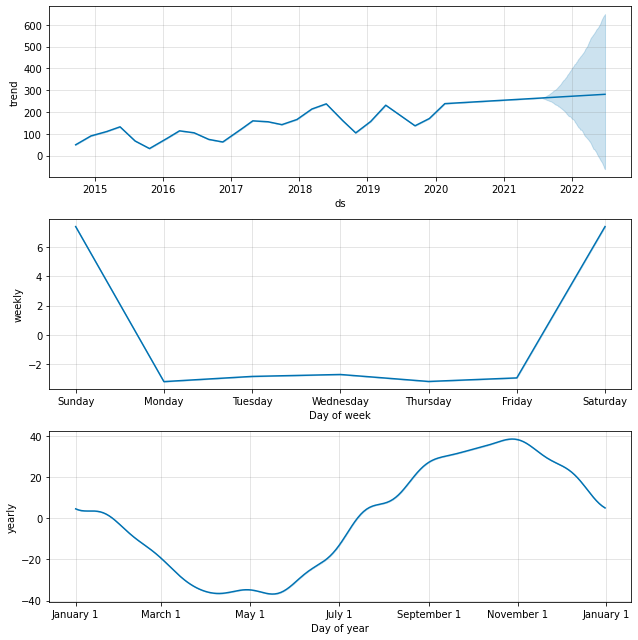 600
500
400
300
200
100
0
trend
2015 2016 2017 2018 2019 2020 2021 2022
ds
6
4
2
0
−2
weekly
Sunday Monday Tuesday Wednesday Thursday Friday Saturday
Day of week
40
20
0
−20
−40
yearly
January 1 March 1 May 1 July 1 September 1 November 1 January 1
Day of year